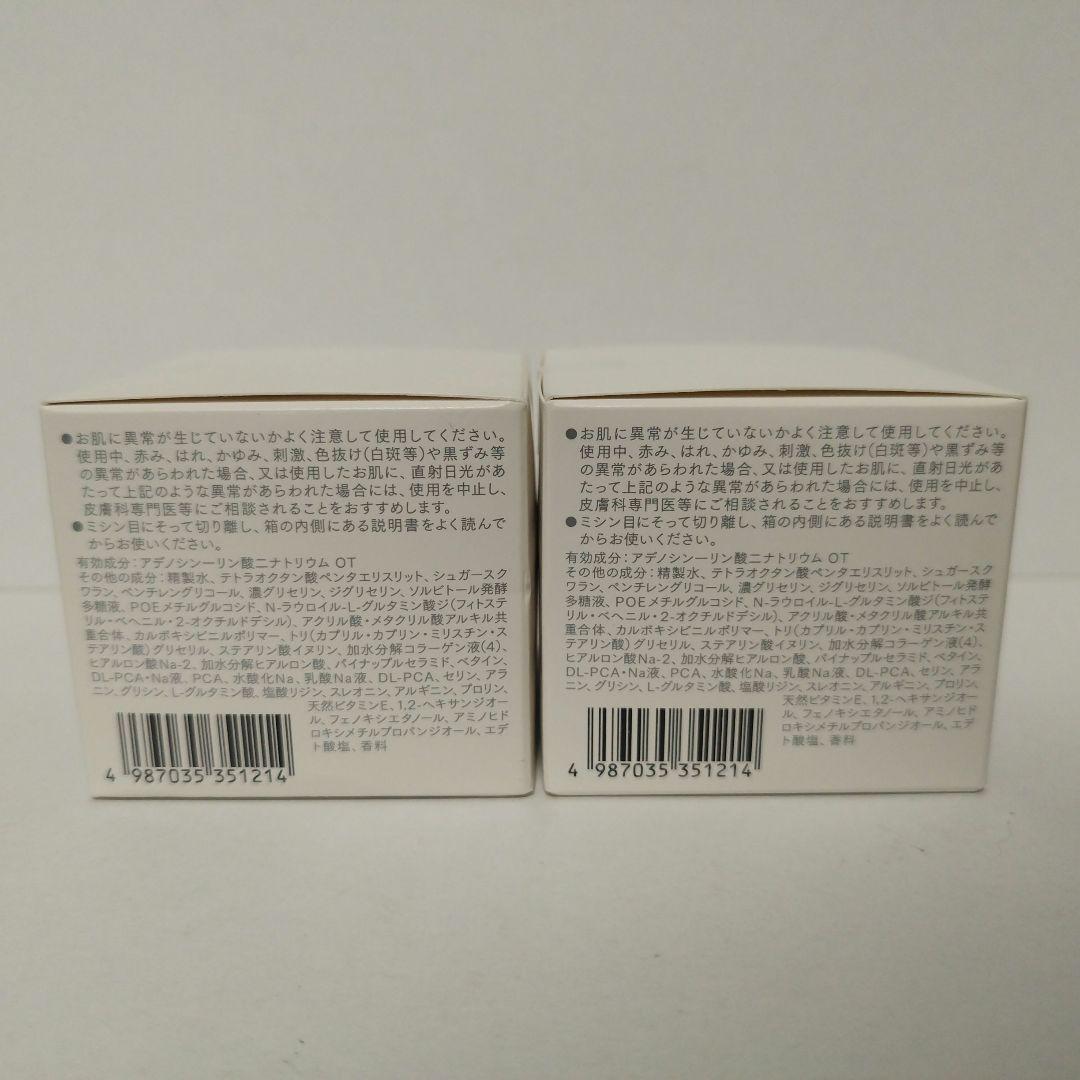 ●お肌に異常が生じていないかよく注意して使用してください。
使用中、赤み、はれ、かゆみ、刺激、色抜け(白斑等)や黒ずみ等
の異常があらわれた場合、又は使用したお肌に、直射日光があ
たって上記のような異常があらわれた場合には、使用を中止し、
皮膚科専門医等にご相談されることをおすすめします。
●ミシン目にそって切り離し、箱の内側にある説明書をよく読んで
からお使いください。
有効成分：アデノシン一リン酸二ナトリウム OT
その他の成分：精製水、テトラオクタン酸ペンタエリスリット、シュガースク
ワラン、ペンチレングリコール、濃グリセリン、ジグリセリン、ソルビトール発酵
多糖液、POEメチルグルコシド、N-ラウロイル-L-グルタミン酸ジ(フィトステ
リル・ベヘニル・2-オクチルドデシル)、アクリル酸・メタクリル酸アルキル共
重合体、カルボキシビニルポリマー、トリ(カプリル・カプリン・ミリスチン・ス
テアリン酸)グリセリル、ステアリン酸イヌリン、加水分解コラーゲン液(4)、
ヒアルロン酸Na-2、加水分解ヒアルロン酸、パイナップルセラミド、ベタイン、
DL-PCA・Na液、PCA、水酸化Na、乳酸Na液、DL-PCA、セリン、アラ
ニン、グリシン、L-グルタミン酸、塩酸リジン、スレオニン、アルギニン、プロリン、
天然ビタミンE、1,2-ヘキサンジオー
ル、フェノキシエタノール、アミノヒド
ロキシメチルプロパンジオール、エデ
ト酸塩、香料
4 987035 351214
●お肌に異常が生じていないかよく注意して使用してください。
使用中、赤み、はれ、かゆみ、刺激、色抜け(白斑等)や黒ずみ等
の異常があらわれた場合、又は使用したお肌に、直射日光があ
たって上記のような異常があらわれた場合には、使用を中止し、
皮膚科専門医等にご相談されることをおすすめします。
●ミシン目にそって切り離し、箱の内側にある説明書をよく読んで
からお使いください。
有効成分：アデノシン一リン酸二ナトリウム OT
その他の成分：精製水、テトラオクタン酸ペンタエリスリット、シュガースク
ワラン、ペンチレングリコール、濃グリセリン、ジグリセリン、ソルビトール発酵
多糖液、POEメチルグルコシド、N-ラウロイル-L-グルタミン酸ジ(フィトステ
リル・ベヘニル・2-オクチルドデシル)、アクリル酸・メタクリル酸アルキル共
重合体、カルボキシビニルポリマー、トリ(カプリル・カプリン・ミリスチン・ス
テアリン酸)グリセリル、ステアリン酸イヌリン、加水分解コラーゲン液(4)、
ヒアルロン酸Na-2、加水分解ヒアルロン酸、パイナップルセラミド、ベタイン、
DL-PCA・Na液、PCA、水酸化Na、乳酸Na液、DL-PCA、セリン、アラ
ニン、グリシン、L-グルタミン酸、塩酸リジン、スレオニン、アルギニン、プロリン、
天然ビタミンE、1,2-ヘキサンジオー
ル、フェノキシエタノール、アミノヒド
ロキシメチルプロパンジオール、エデ
ト酸塩、香料
4 987035 351214